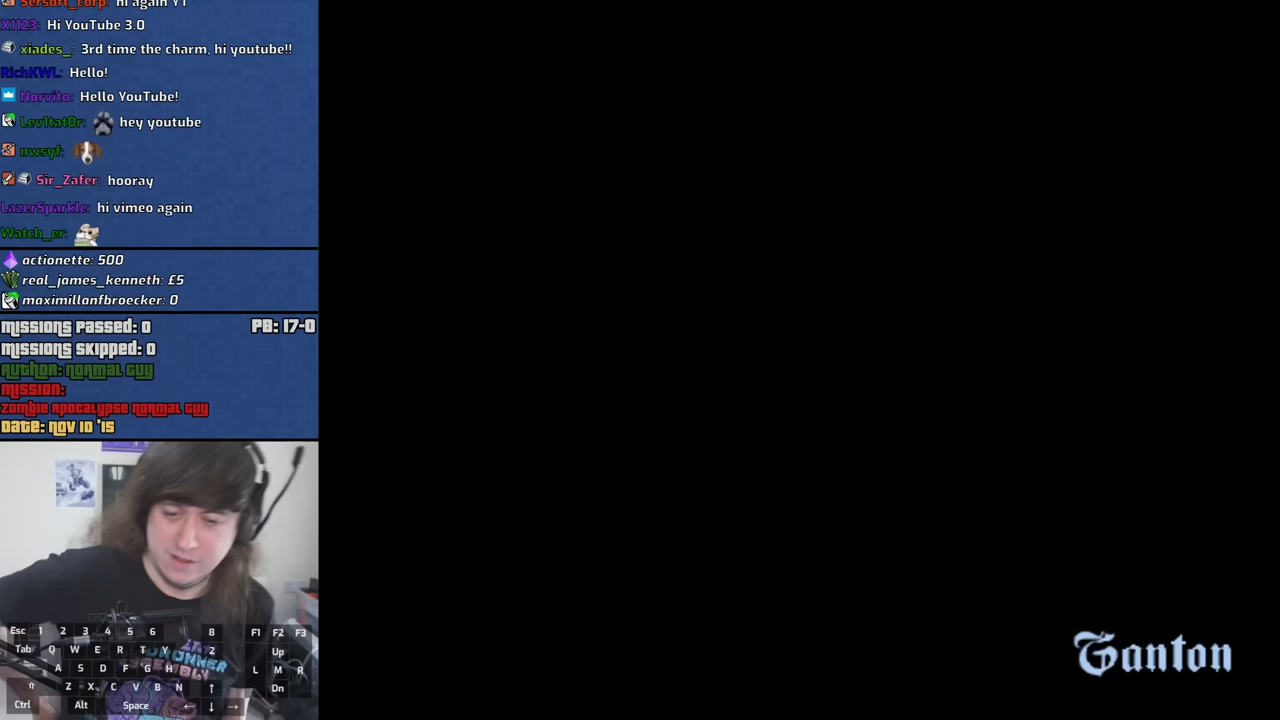 5ersoft_corp: hi again YT
X1123: Hi YouTube 3.0
xiades_: 3rd time the charm, hi youtube!!
RichKWL: Hello!
Norvito: Hello YouTube!
Lev1tat0r: hey youtube
nwsyf:
Sir_Zafer: hooray
LazerSparkle: hi vimeo again
Watch_er:
actionette: 500
real_james_kenneth: £5
maximillanfbroecker: 0
Missions Passed: 0 PB: 17-0
Missions Skipped: 0
Author: Normal Guy
Mission:
Zombie Apocalypse Normal Guy
Date: Nov 10 '15
Esc 1 2 3 4 5 6 8 F1 F2 F3
Tab Q W E R T Y 2 Up
A S D F G H L M R
⇧ Z X C V B N ↑ Dn
Ctrl Alt Space ← ↓ →
Ganton